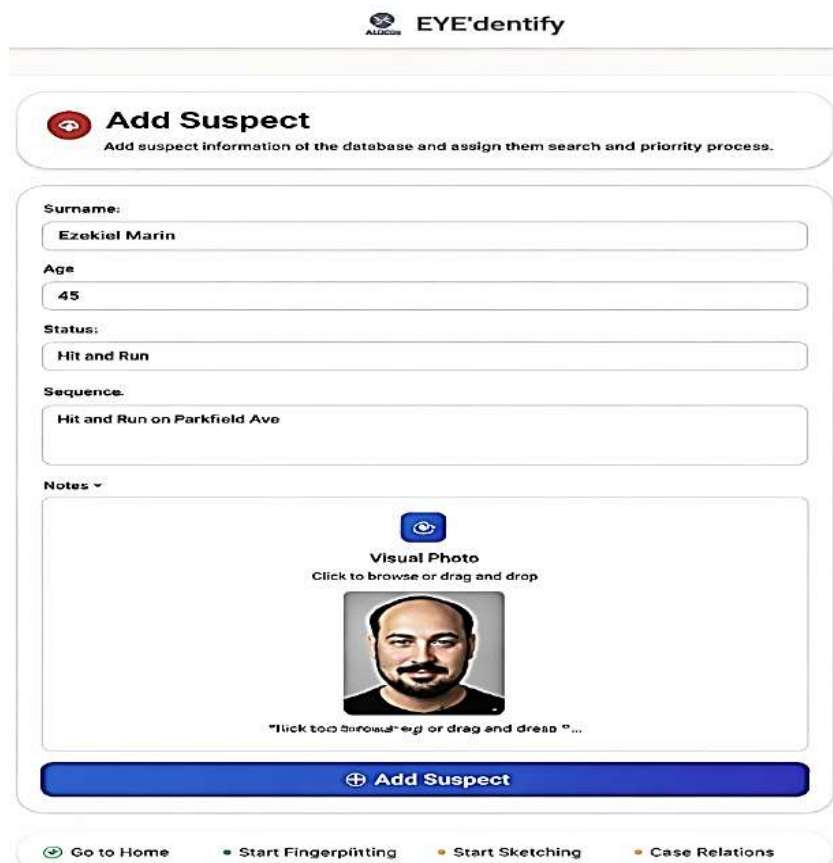 EYE'dentify
Add Suspect
Add suspect information of the database and assign them search and priorrity process.
Surname:
Ezekiel Marin
Age
45
Status:
Hit and Run
Sequence.
Hit and Run on Parkfield Ave
Notes
Visual Photo
Click to browse or drag and drop
or drag and
Add Suspect
Go to Home
Start Fingerpitting
Start Sketching
Case Relations